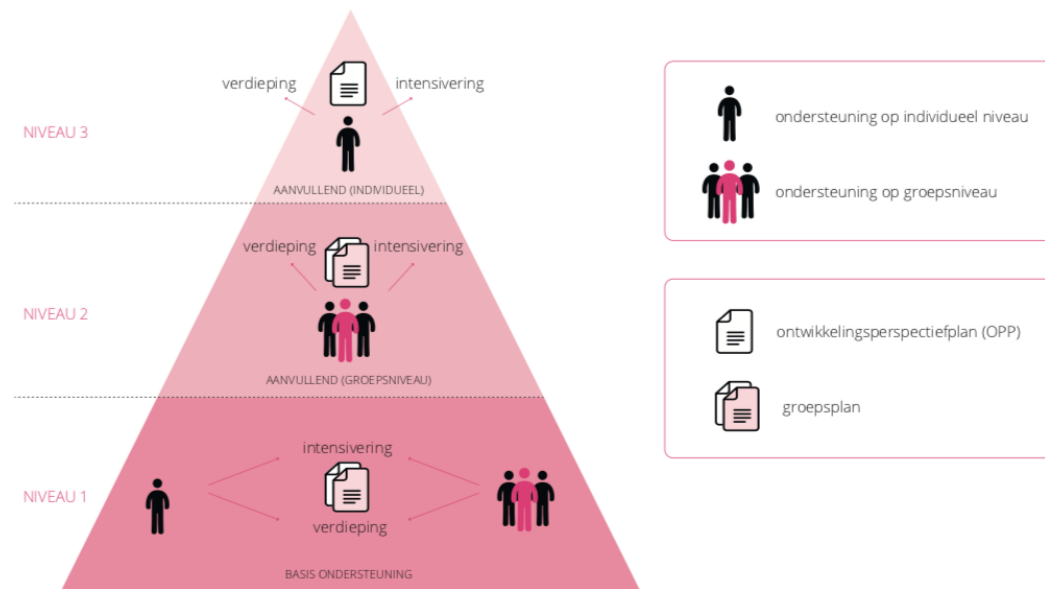 verdieping
intensivering
NIVEAU 3
AANVULLEND (INDIVIDUEEL)
verdieping
intensivering
NIVEAU 2
AANVULLEND (GROEPSNIVEAU)
intensivering
NIVEAU 1
verdieping
BASIS ONDERSTEUNING
ondersteuning op individueel niveau
ondersteuning op groepsniveau
ontwikkelingsperspectiefplan (OPP)
groepsplan